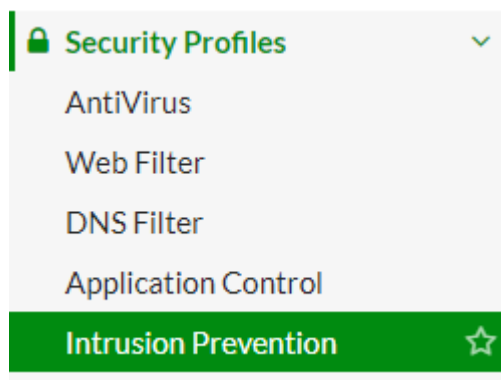 Security Profiles
AntiVirus
Web Filter
DNS Filter
Application Control
Intrusion Prevention